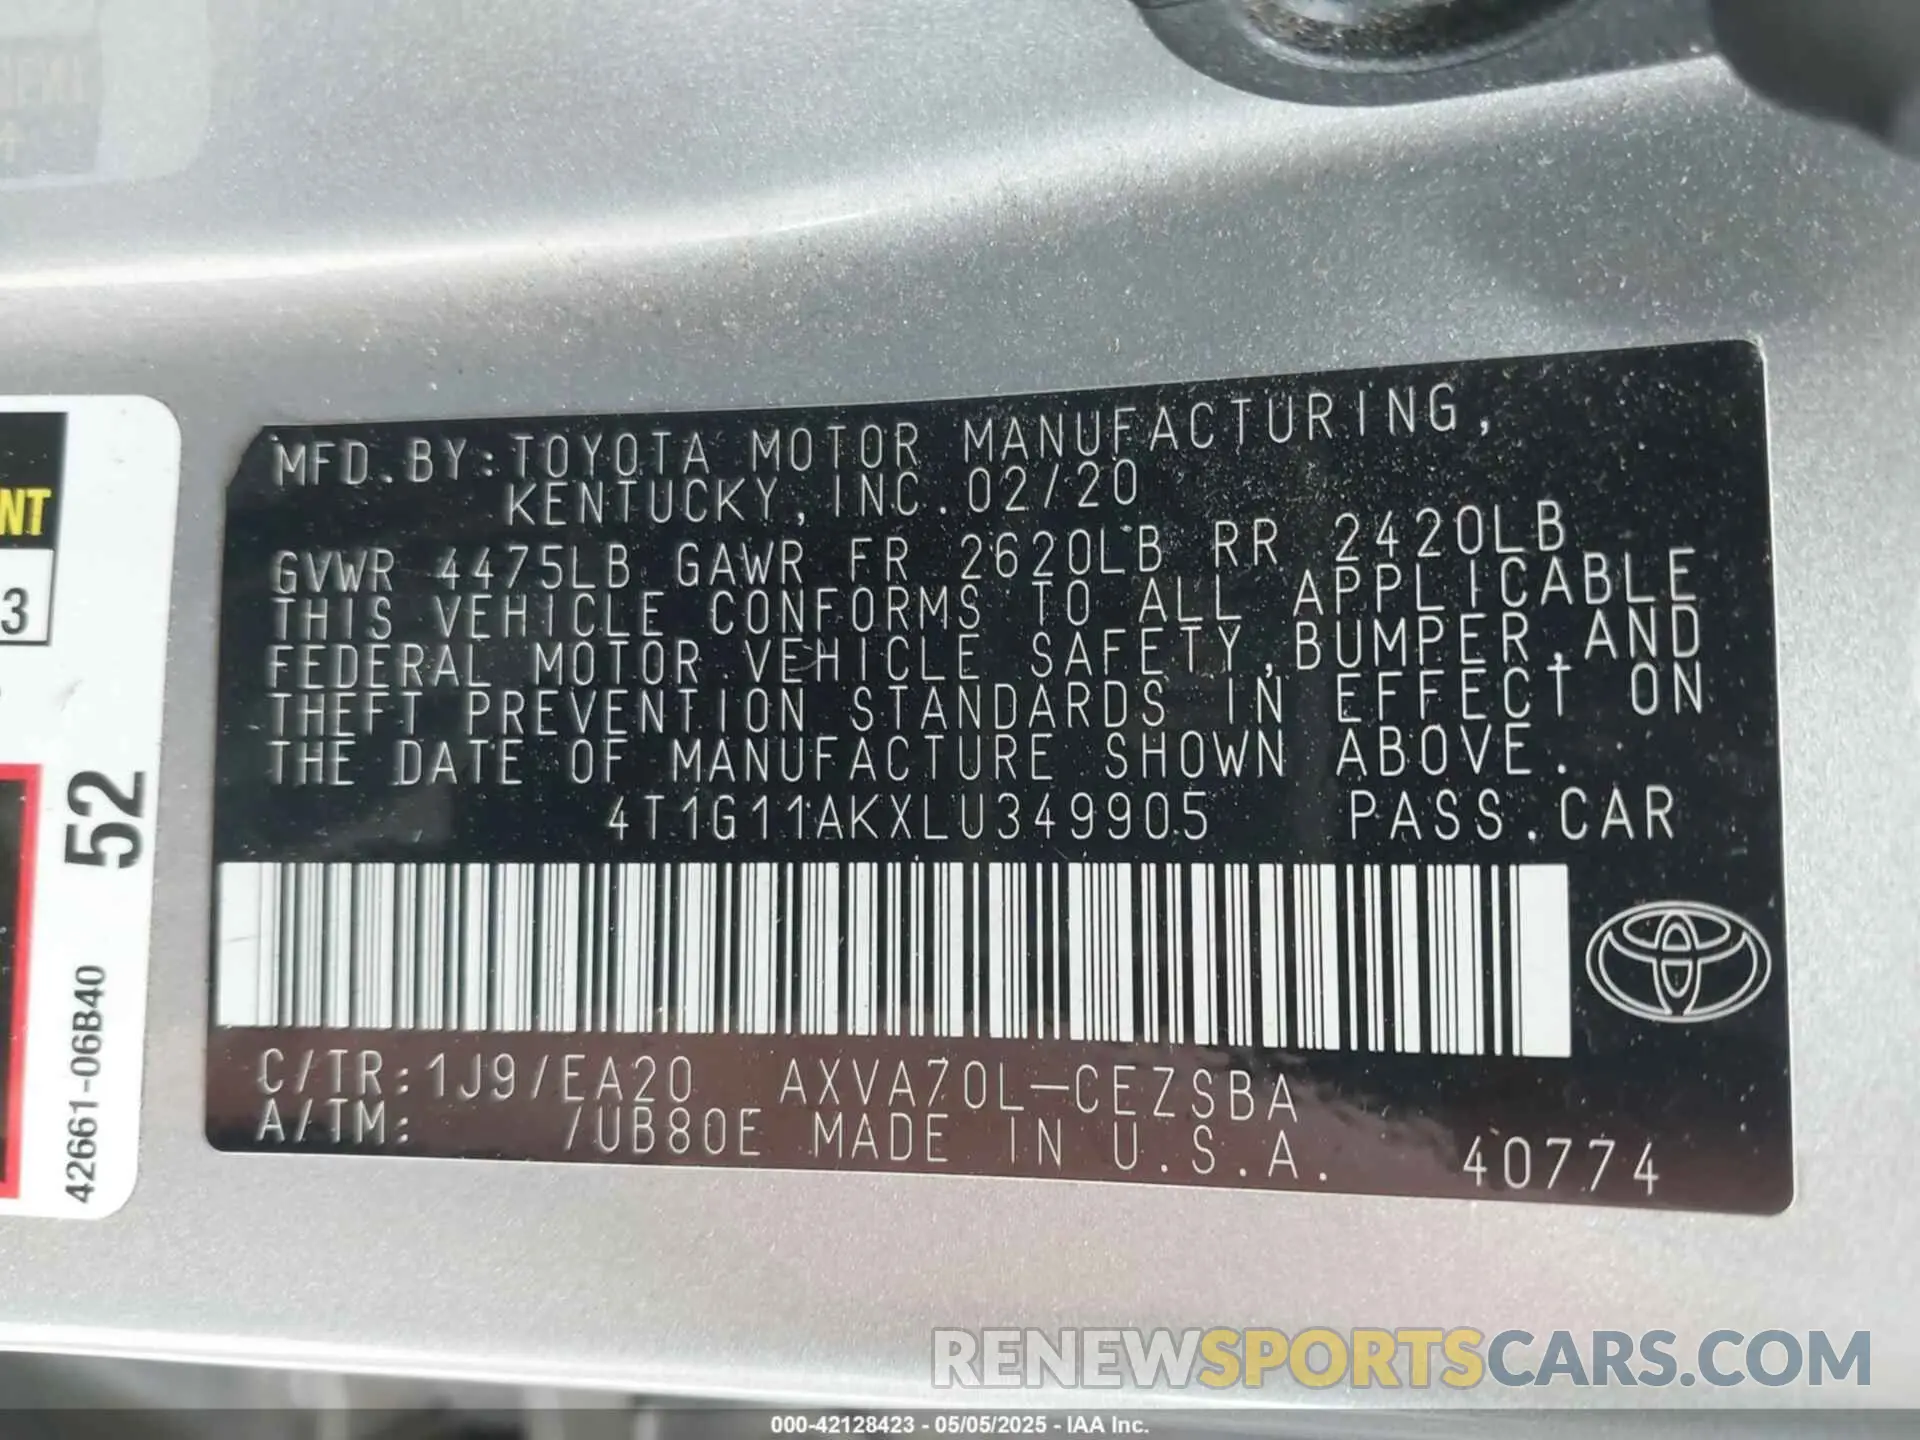 NT
3
52
42661-06B40
MFD.BY:TOYOTA MOTOR MANUFACTURING,
KENTUCKY, INC.02/20
GVWR 4475LB GAWR FR 2620LB RR 2420LB
THIS VEHICLE CONFORMS TO ALL APPLICABLE
FEDERAL MOTOR VEHICLE SAFETY,BUMPER,AND
THEFT PREVENTION STANDARDS IN EFFECT ON
THE DATE OF MANUFACTURE SHOWN ABOVE.
4T1G11AKXLU349905 PASS.CAR
C/TR:1J9/EA20 AXVA70L-CEZSBA
A/TM: /UB80E MADE IN U.S.A. 40774
RENEWSPORTSCARS.COM
000-42128423 - 05/05/2025 - IAA Inc.